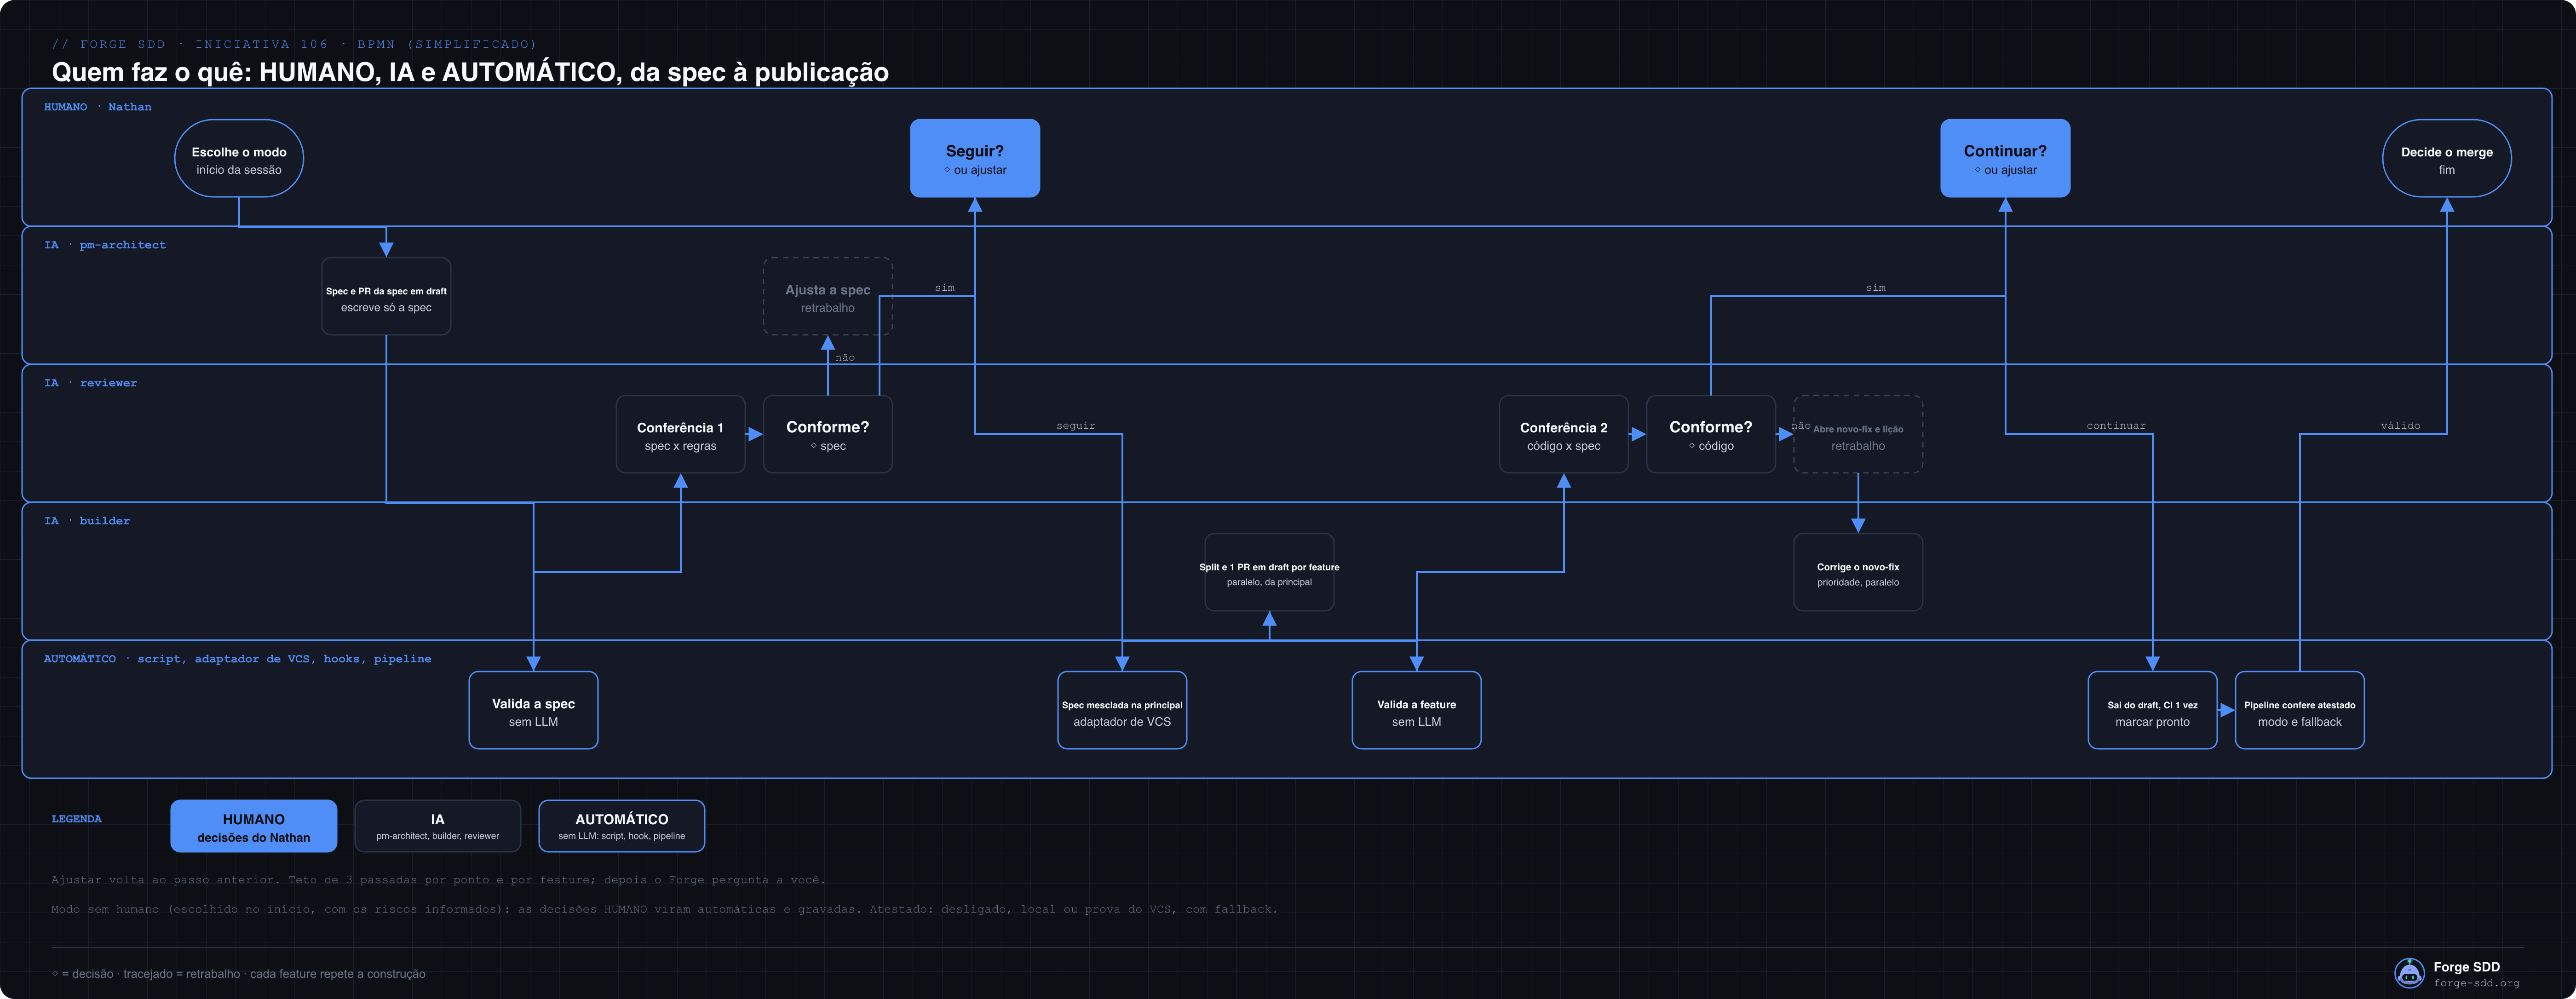 // FORGE SDD · INICIATIVA 106 · BPMN (SIMPLIFICADO)
Quem faz o quê: HUMANO, IA e AUTOMÁTICO, da spec à publicação
HUMANO · Nathan
Escolhe o modo
início da sessão
Seguir?
◇ ou ajustar
Continuar?
◇ ou ajustar
Decide o merge
fim
IA · pm-architect
Spec e PR da spec em draft
escreve só a spec
Ajusta a spec
retrabalho
sim
sim
não
IA · reviewer
Conferência 1
spec x regras
Conforme?
◇ spec
seguir
Conferência 2
código x spec
Conforme?
◇ código
não
Abre novo-fix e lição
retrabalho
continuar
válido
IA · builder
Split e 1 PR em draft por feature
paralelo, da principal
Corrige o novo-fix
prioridade, paralelo
AUTOMÁTICO · script, adaptador de VCS, hooks, pipeline
Valida a spec
sem LLM
Spec mesclada na principal
adaptador de VCS
Valida a feature
sem LLM
Sai do draft, CI 1 vez
marcar pronto
Pipeline confere atestado
modo e fallback
LEGENDA
HUMANO
decisões do Nathan
IA
pm-architect, builder, reviewer
AUTOMÁTICO
sem LLM: script, hook, pipeline
Ajustar volta ao passo anterior. Teto de 3 passadas por ponto e por feature; depois o Forge pergunta a você.
Modo sem humano (escolhido no início, com os riscos informados): as decisões HUMANO viram automáticas e gravadas. Atestado: desligado, local ou prova do VCS, com fallback.
◇ = decisão · tracejado = retrabalho · cada feature repete a construção
Forge SDD
forge-sdd.org